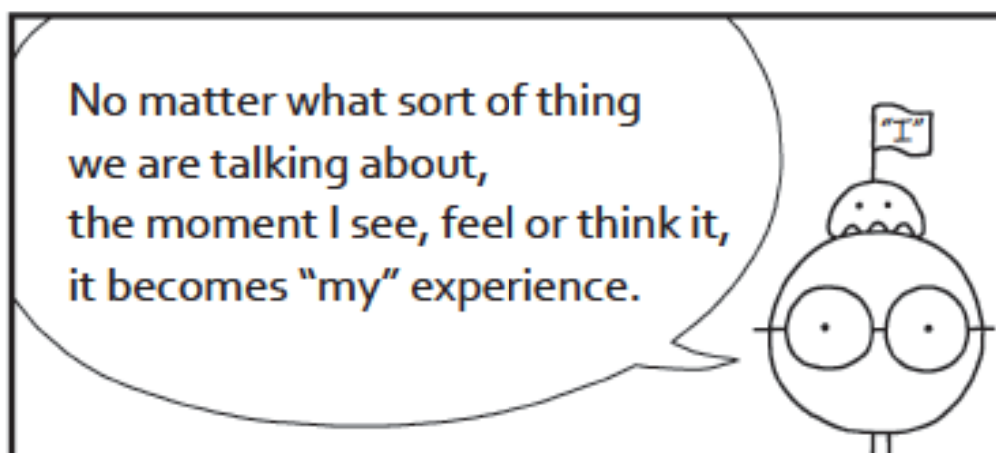 No matter what sort of thing
we are talking about,
the moment I see, feel or think it,
it becomes “my” experience.
“I”